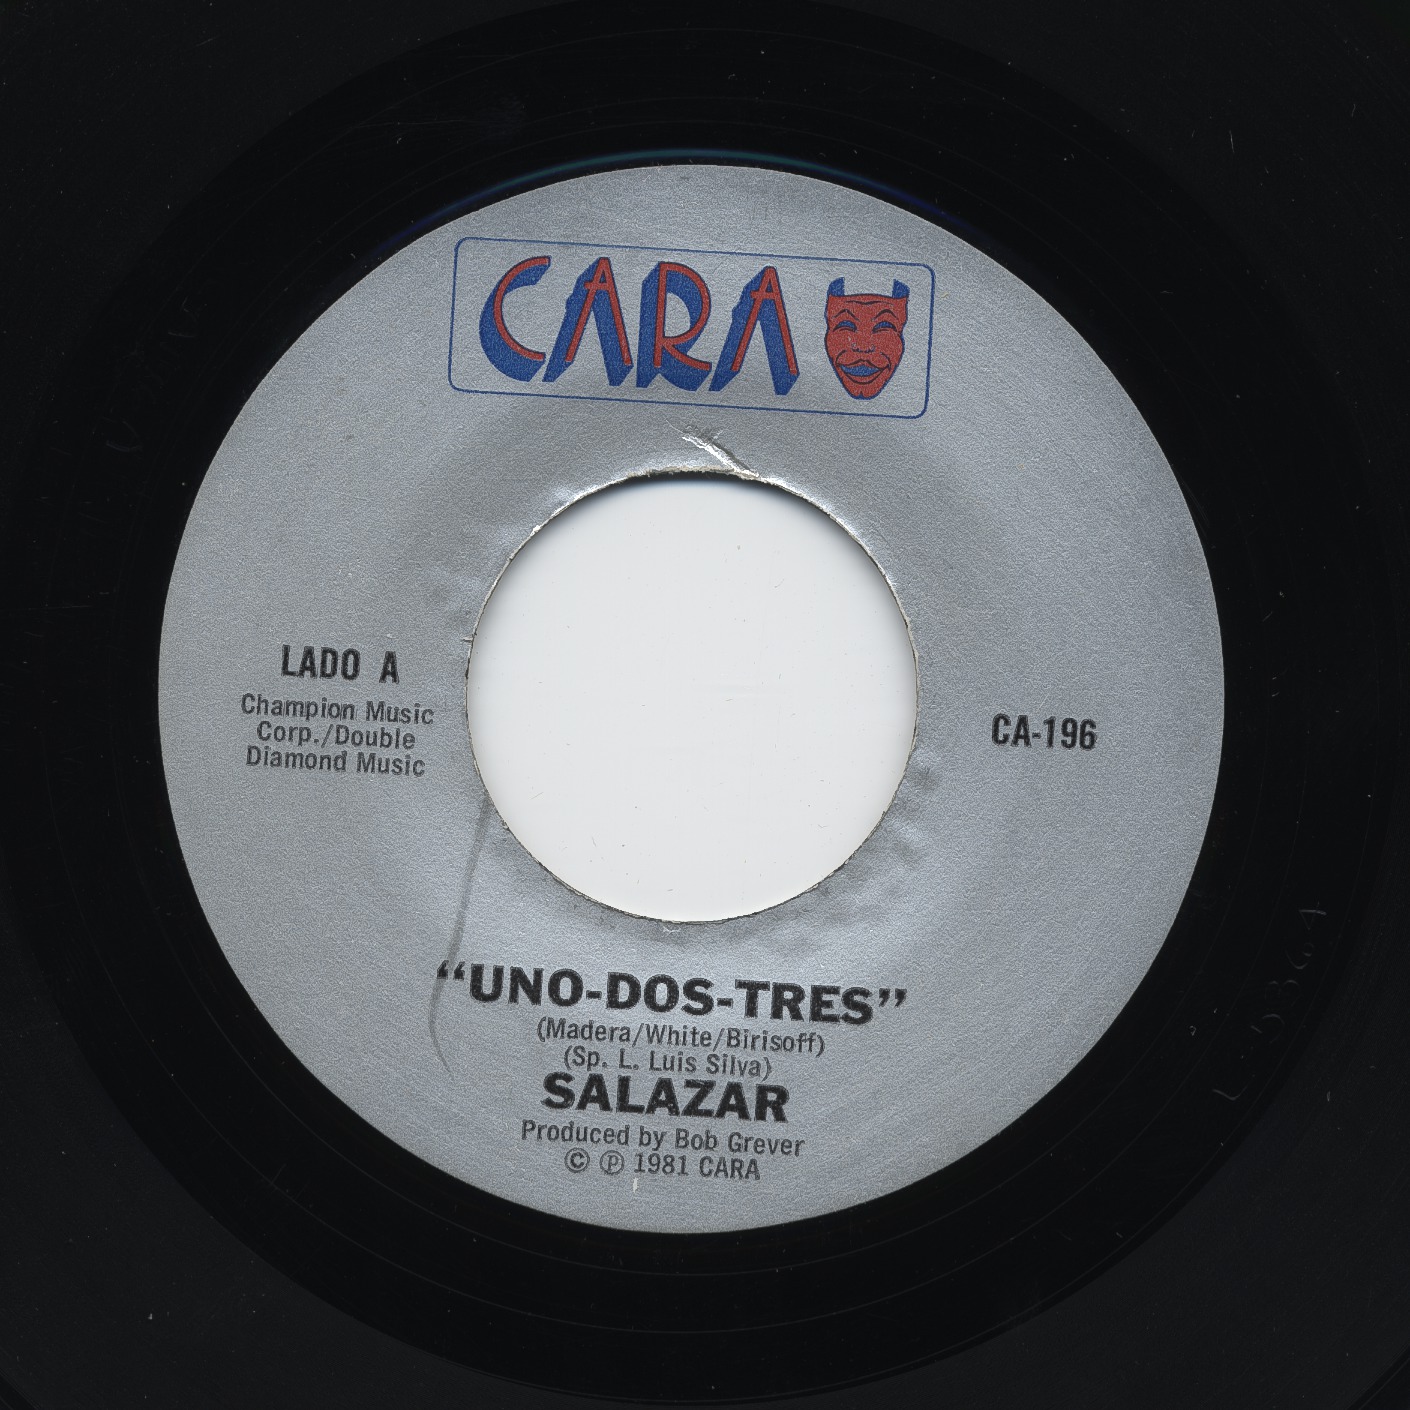 CARA
LADO A
Champion Music
Corp./Double
Diamond Music
CA-196
“UNO-DOS-TRES”
(Madera/White/Birisoff)
(Sp. L. Luis Silva)
SALAZAR
Produced by Bob Grever
© ℗ 1981 CARA